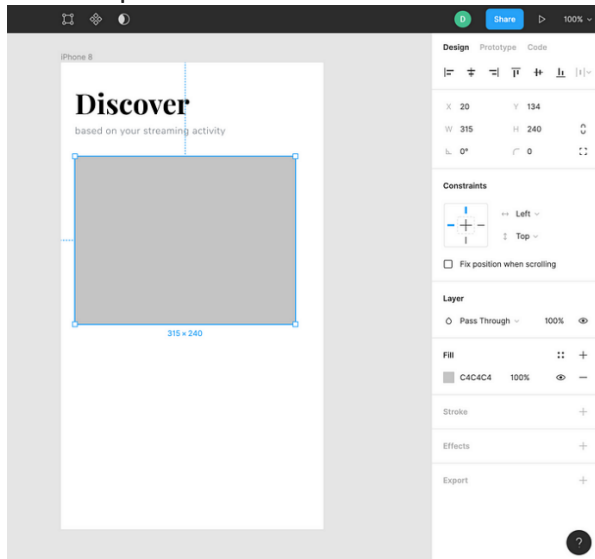 D Share 100%
Design Prototype Code
iPhone 8
Discover
based on your streaming activity
315 × 240
X 20 Y 134
W 315 H 240
0° 0
Constraints
Left
Top
Fix position when scrolling
Layer
Pass Through 100%
Fill
C4C4C4 100%
Stroke
Effects
Export
?